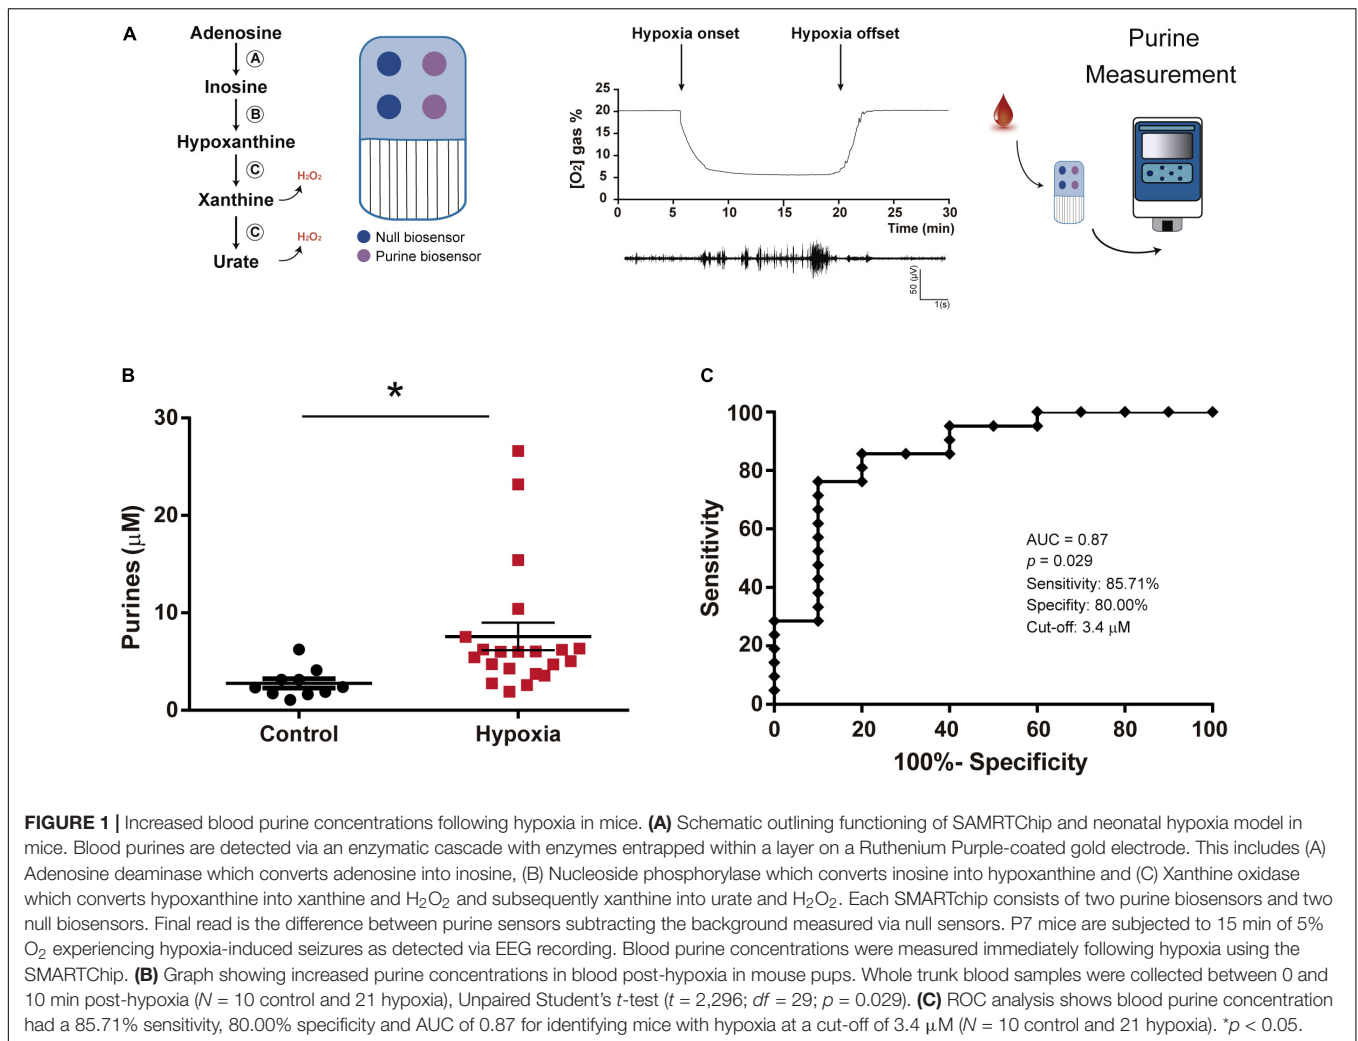 A
Adenosine
A
Inosine
B
Hypoxanthine
C
H2O2
Xanthine
C
H2O2
Urate
Null biosensor
Purine biosensor
Hypoxia onset
Hypoxia offset
[O2] gas %
25
20
15
10
5
0
0 5 10 15 20 25 30
Time (min)
50 (µV)
1(s)
Purine
Measurement
B
*
Purines (µM)
30
20
10
0
Control Hypoxia
C
Sensitivity
100
80
60
40
20
0
0 20 40 60 80 100
100%- Specificity
AUC = 0.87
p = 0.029
Sensitivity: 85.71%
Specifity: 80.00%
Cut-off: 3.4 µM
FIGURE 1 | Increased blood purine concentrations following hypoxia in mice. (A) Schematic outlining functioning of SAMRTChip and neonatal hypoxia model in
mice. Blood purines are detected via an enzymatic cascade with enzymes entrapped within a layer on a Ruthenium Purple-coated gold electrode. This includes (A)
Adenosine deaminase which converts adenosine into inosine, (B) Nucleoside phosphorylase which converts inosine into hypoxanthine and (C) Xanthine oxidase
which converts hypoxanthine into xanthine and H2O2 and subsequently xanthine into urate and H2O2. Each SMARTchip consists of two purine biosensors and two
null biosensors. Final read is the difference between purine sensors subtracting the background measured via null sensors. P7 mice are subjected to 15 min of 5%
O2 experiencing hypoxia-induced seizures as detected via EEG recording. Blood purine concentrations were measured immediately following hypoxia using the
SMARTChip. (B) Graph showing increased purine concentrations in blood post-hypoxia in mouse pups. Whole trunk blood samples were collected between 0 and
10 min post-hypoxia (N = 10 control and 21 hypoxia), Unpaired Student's t-test (t = 2,296; df = 29; p = 0.029). (C) ROC analysis shows blood purine concentration
had a 85.71% sensitivity, 80.00% specificity and AUC of 0.87 for identifying mice with hypoxia at a cut-off of 3.4 µM (N = 10 control and 21 hypoxia). *p < 0.05.